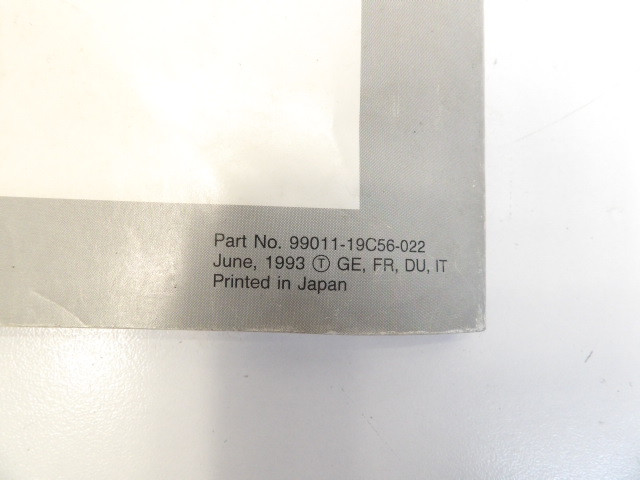 Part No. 99011-19C56-022
June, 1993 Ⓣ GE, FR, DU, IT
Printed in Japan